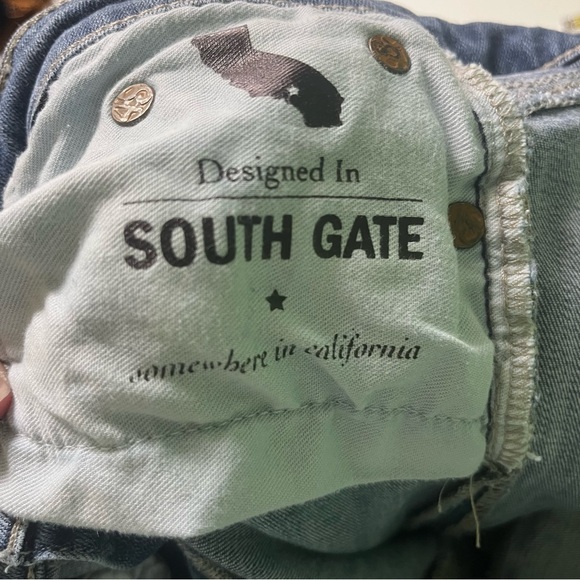 Designed In
SOUTH GATE
somewhere in california